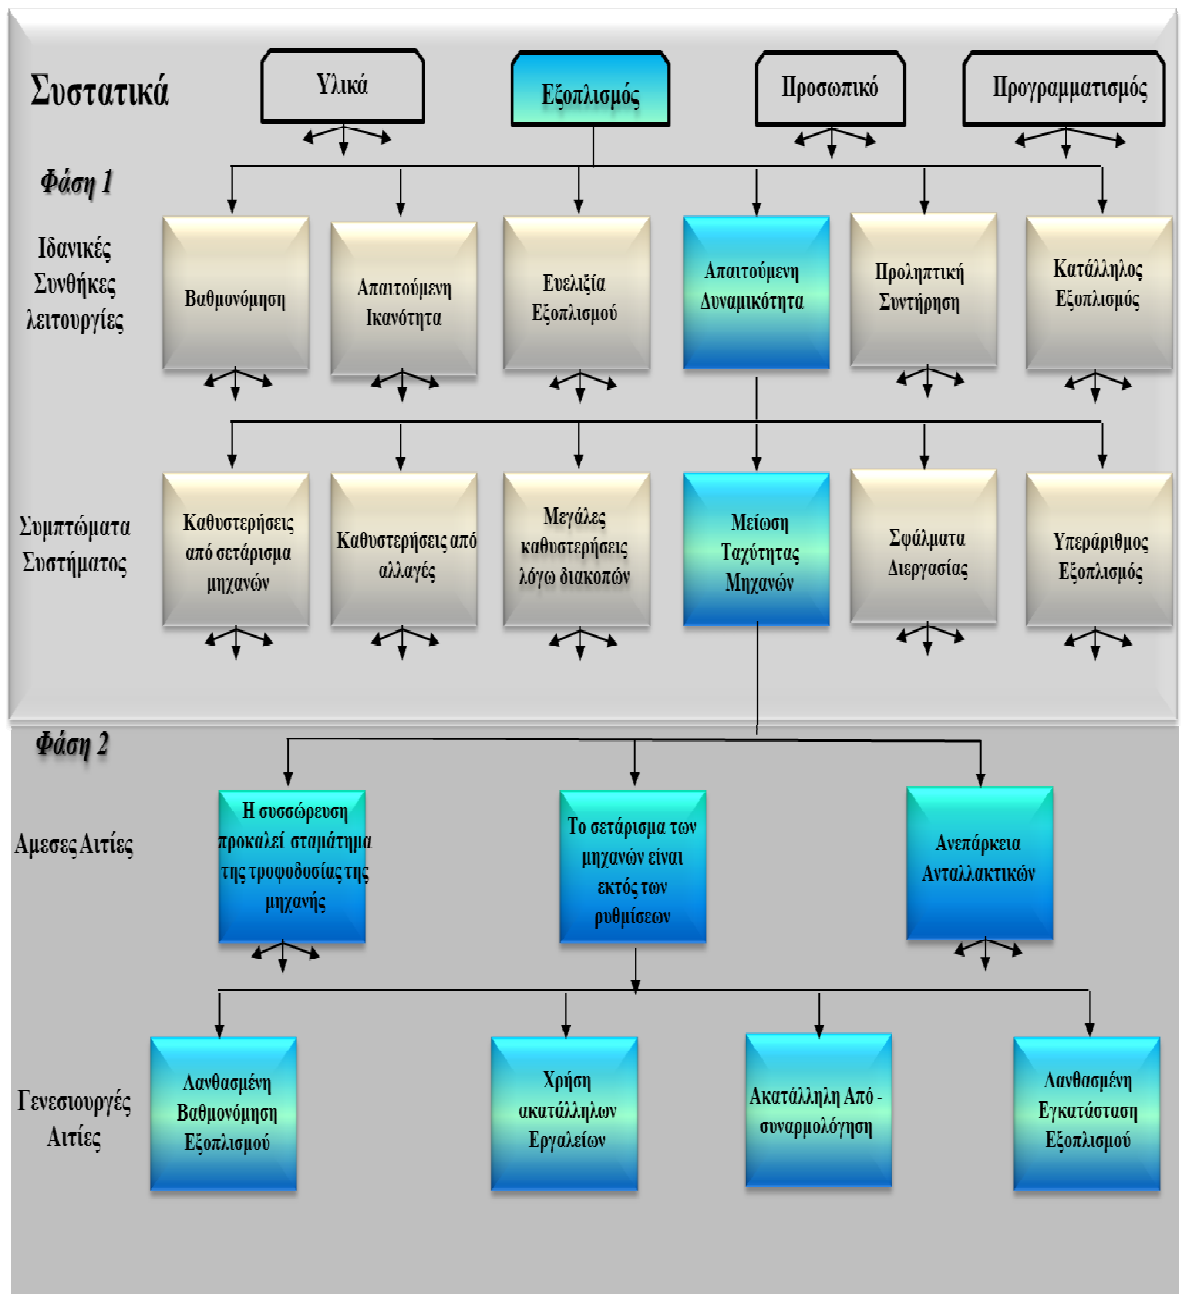 Συστατικά
Υλικά
Εξοπλισμός
Προσωπικό
Προγραμματισμός
Φάση 1
Ιδανικές
Συνθήκες
λειτουργίες
Βαθμονόμηση
Απαιτούμενη
Ικανότητα
Ευελιξία
Εξοπλισμού
Απαιτούμενη
Δυναμικότητα
Προληπτική
Συντήρηση
Κατάλληλος
Εξοπλισμός
Συμπτώματα
Συστήματος
Καθυστερήσεις
από σετάρισμα
μηχανών
Καθυστερήσεις από
αλλαγές
Μεγάλες
καθυστερήσεις
λόγω διακοπών
Μείωση
Ταχύτητας
Μηχανών
Σφάλματα
Διεργασίας
Υπεράριθμος
Εξοπλισμός
Φάση 2
Αμεσες Αιτίες
Η συσσώρευση
προκαλεί σταμάτημα
της τροφοδοσίας της
μηχανής
Το σετάρισμα των
μηχανών είναι
εκτός των
ρυθμίσεων
Ανεπάρκεια
Ανταλλακτικών
Γενεσιουργές
Αιτίες
Λανθασμένη
Βαθμονόμηση
Εξοπλισμού
Χρήση
ακατάλληλων
Εργαλείων
Ακατάλληλη Από -
συναρμολόγηση
Λανθασμένη
Εγκατάσταση
Εξοπλισμού